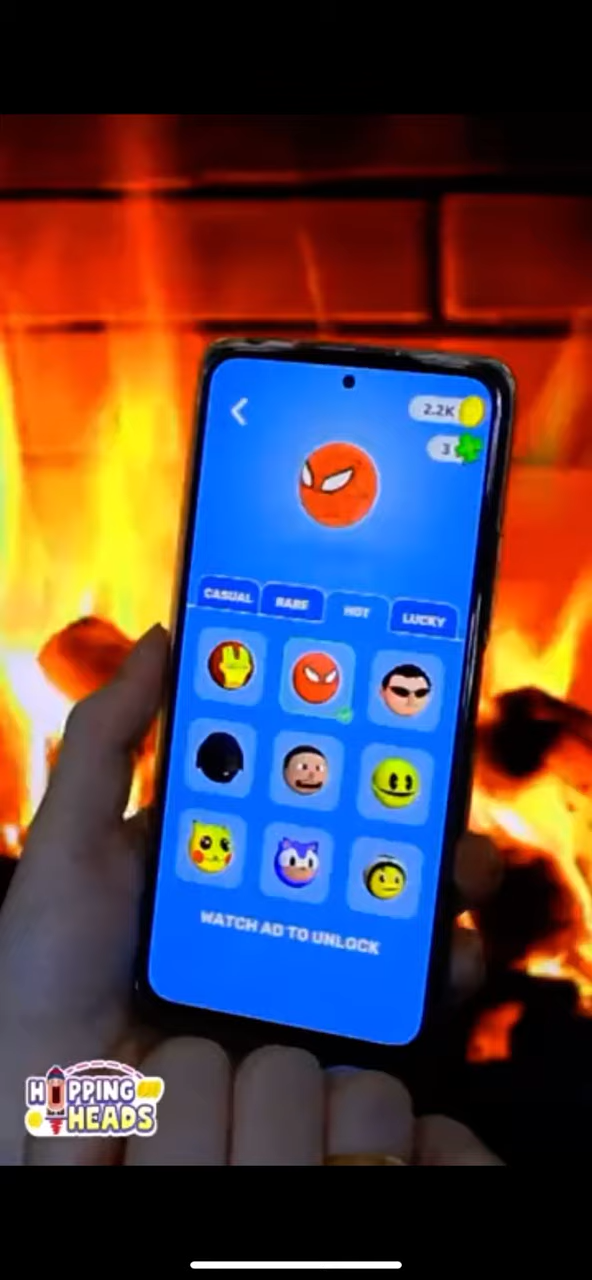 2.2K
3
CASUAL
RARE
HOT
LUCKY
WATCH AD TO UNLOCK
HOPPING
HEADS